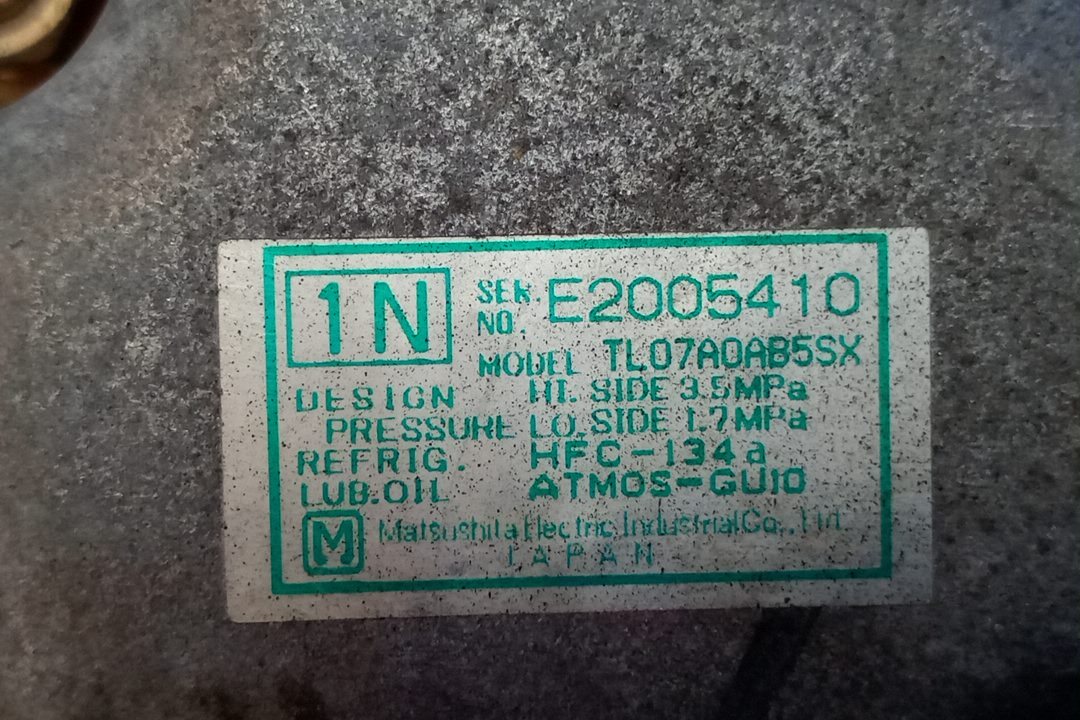 1N
SER. NO. E2005410
MODEL TL07A0AB5SX
DESIGN PRESSURE HI. SIDE 3.5MPa
LO. SIDE 1.7MPa
REFRIG. HFC-134a
LUB.OIL ATMOS-GU10
M Matsushita Electric Industrial Co., Ltd.
JAPAN